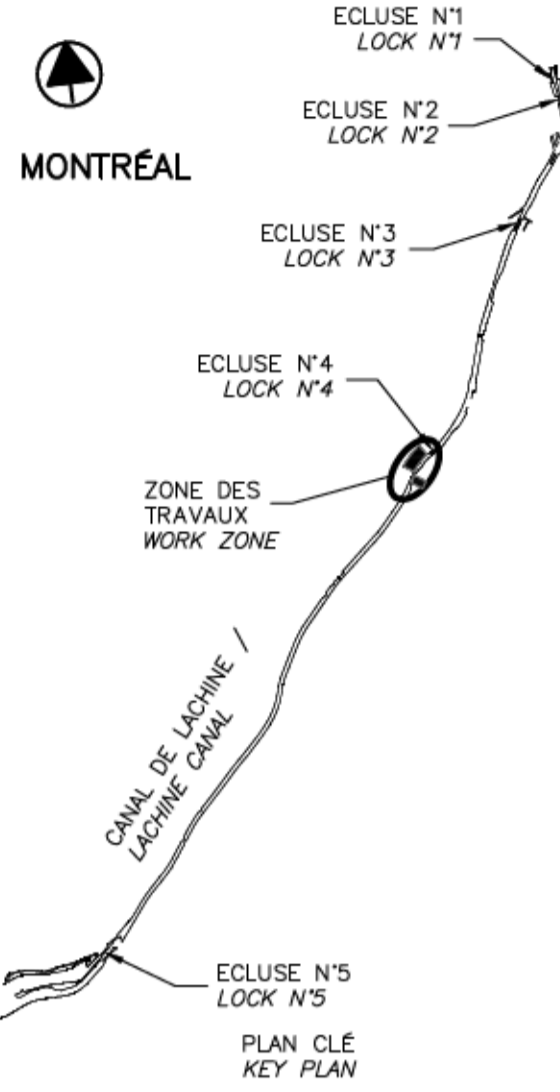 ECLUSE N°1
LOCK N°1
ECLUSE N°2
LOCK N°2
MONTRÉAL
ECLUSE N°3
LOCK N°3
ECLUSE N°4
LOCK N°4
ZONE DES
TRAVAUX
WORK ZONE
CANAL DE LACHINE /
LACHINE CANAL
ECLUSE N°5
LOCK N°5
PLAN CLÉ
KEY PLAN